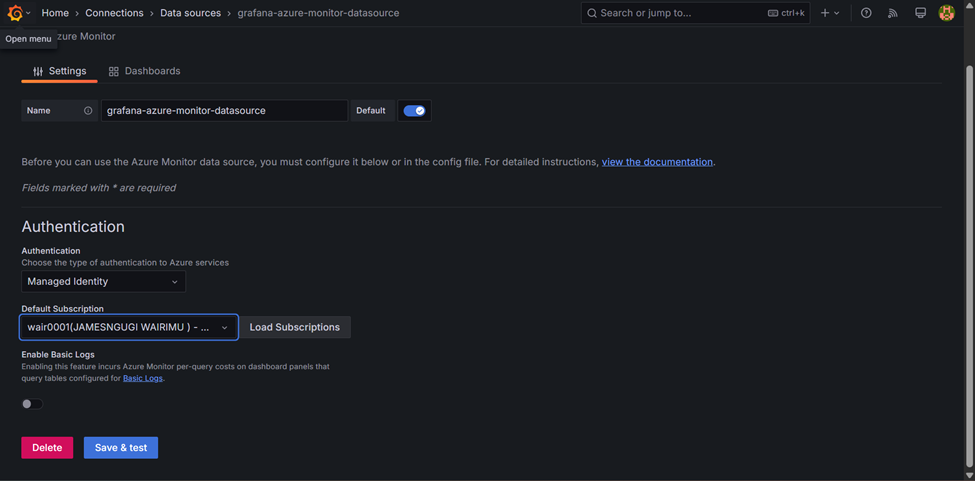 Home > Connections > Data sources > grafana-azure-monitor-datasource
Search or jump to... ctrl+k
Open menu
zure Monitor
Settings Dashboards
Name grafana-azure-monitor-datasource Default
Before you can use the Azure Monitor data source, you must configure it below or in the config file. For detailed instructions, view the documentation.
Fields marked with * are required
Authentication
Authentication
Choose the type of authentication to Azure services
Managed Identity
Default Subscription
wair0001(JAMESNGUGI WAIRIMU ) - ... Load Subscriptions
Enable Basic Logs
Enabling this feature incurs Azure Monitor per-query costs on dashboard panels that
query tables configured for Basic Logs.
Delete Save & test